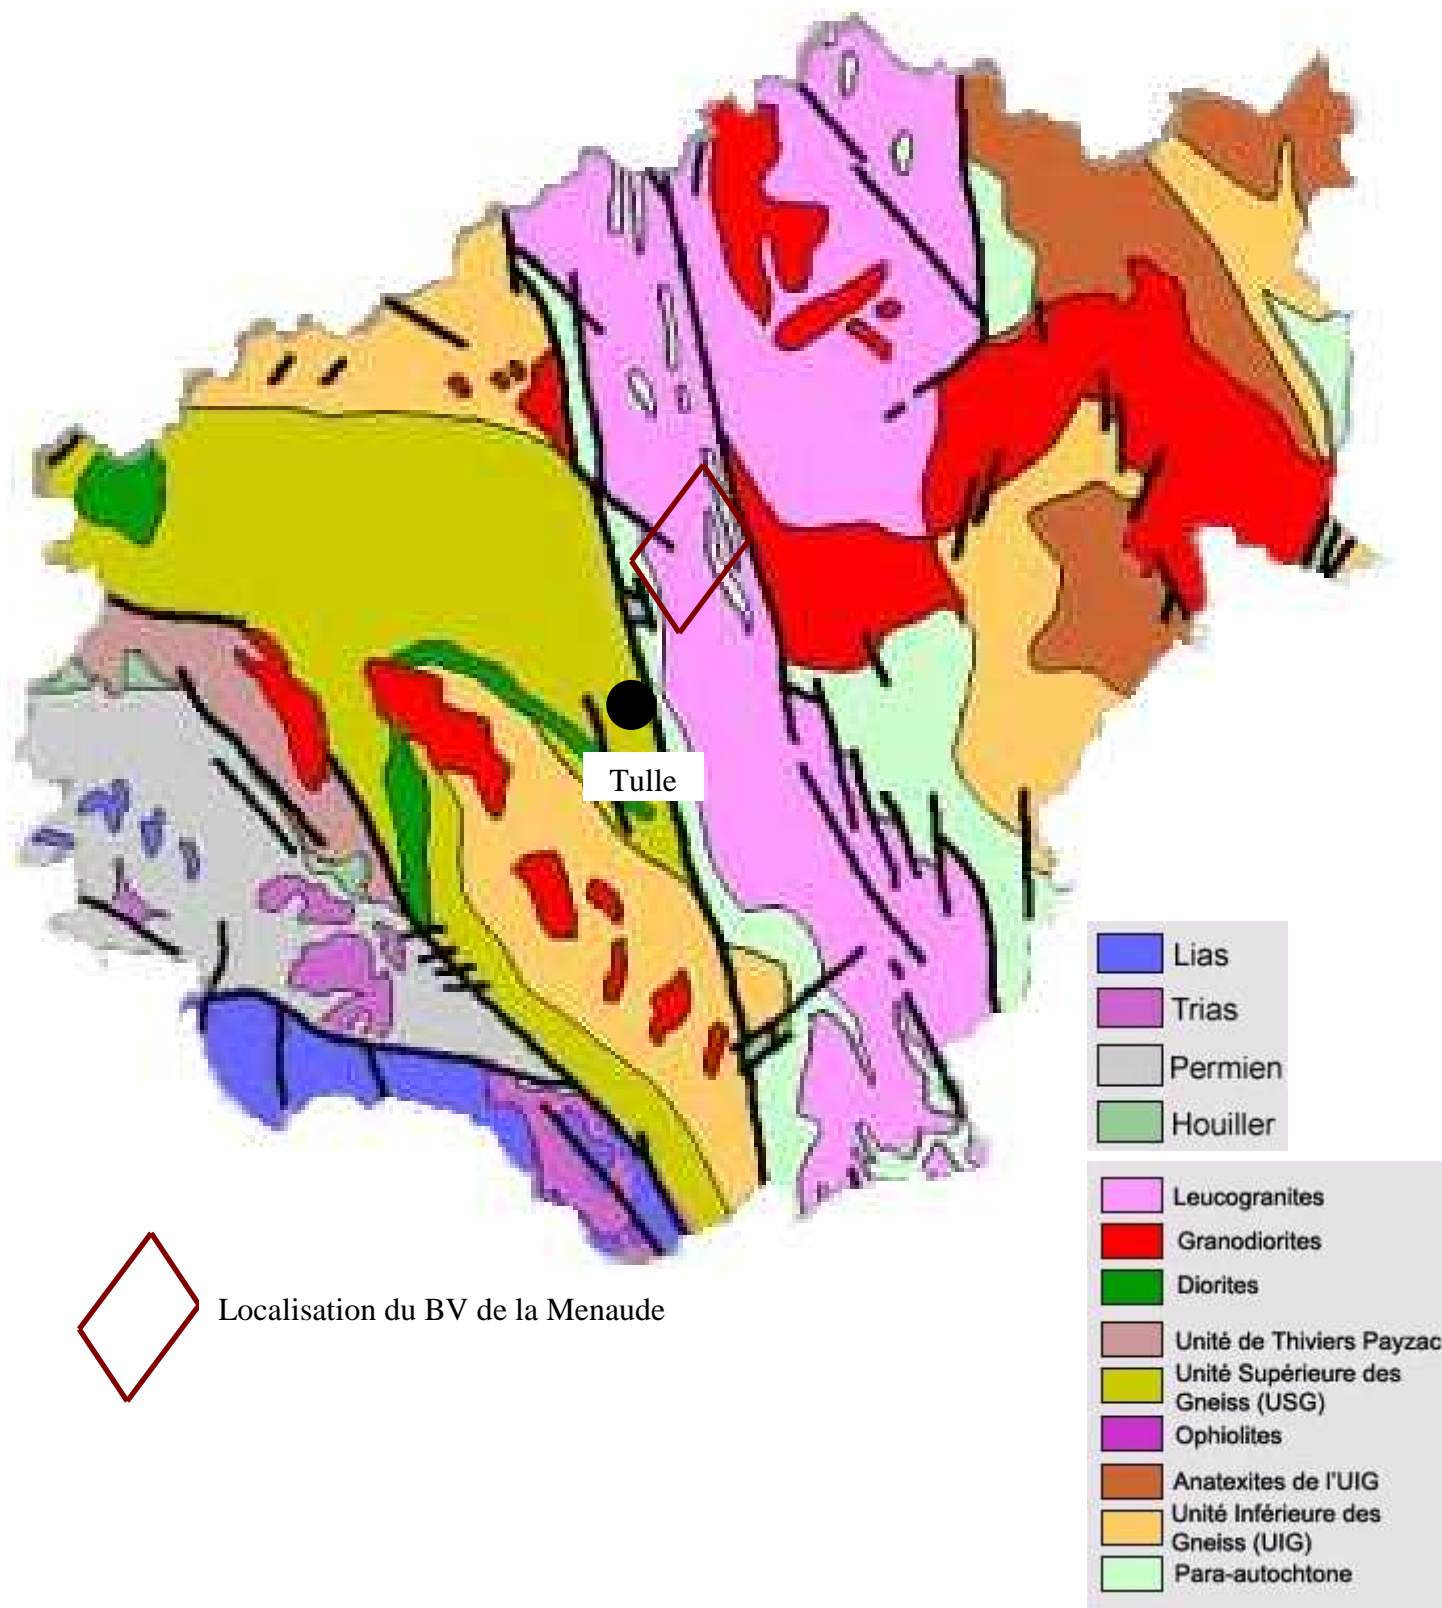 Tulle
Lias
Trias
Permien
Houiller
Leucogranites
Granodiorites
Diorites
Unité de Thiviers Payzac
Unité Supérieure des
Gneiss (USG)
Ophiolites
Anatexites de l'UIG
Unité Inférieure des
Gneiss (UIG)
Para-autochtone
Localisation du BV de la Menaude